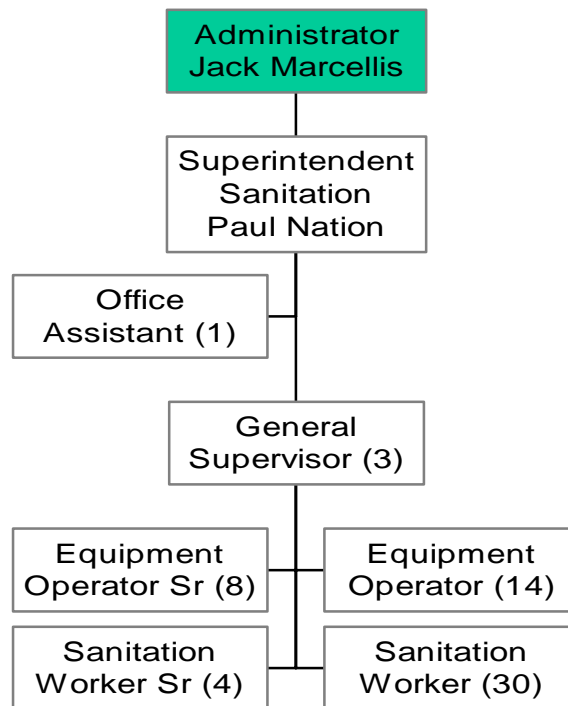 Administrator
Jack Marcellis
Superintendent
Sanitation
Paul Nation
Office
Assistant (1)
General
Supervisor (3)
Equipment
Operator Sr (8)
Equipment
Operator (14)
Sanitation
Worker Sr (4)
Sanitation
Worker (30)